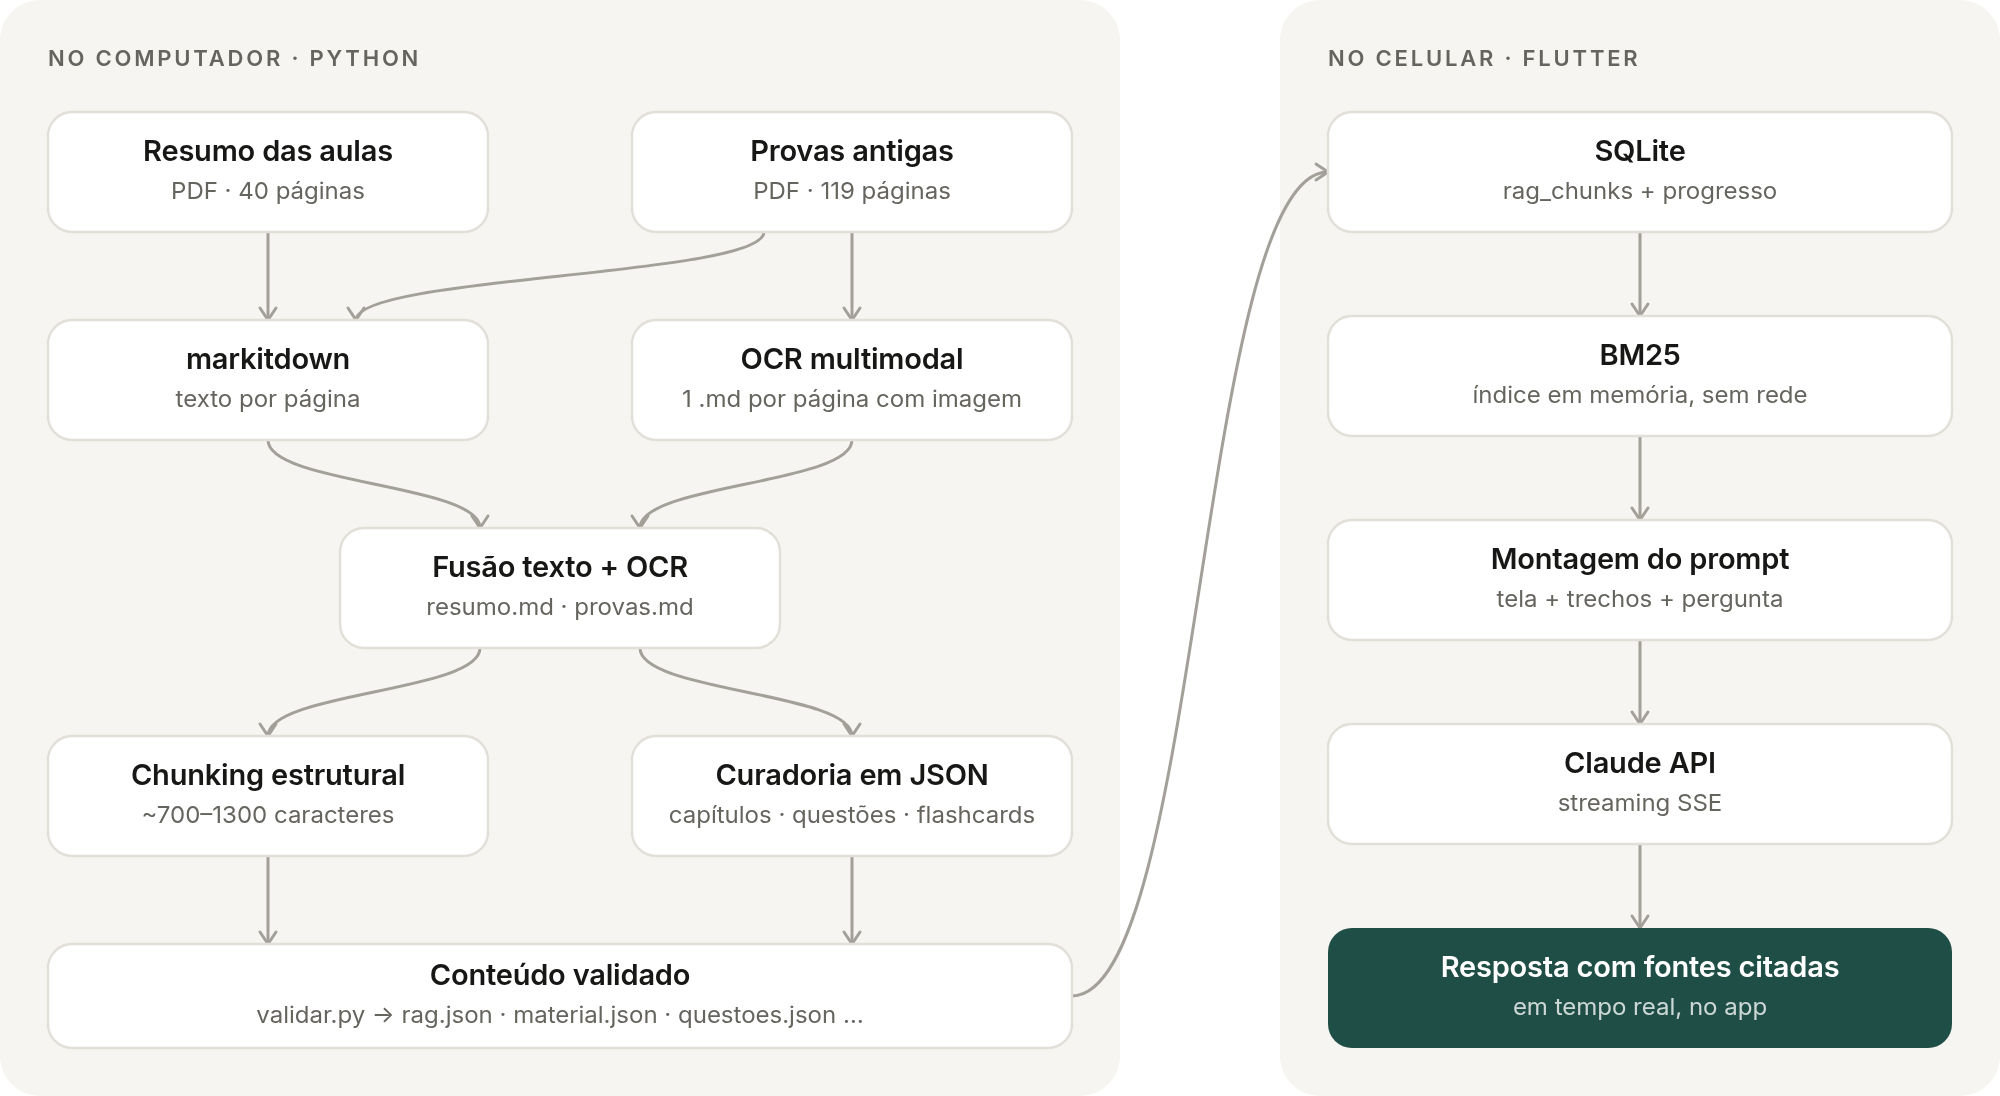 NO COMPUTADOR · PYTHON
Resumo das aulas
PDF · 40 páginas
Provas antigas
PDF · 119 páginas
markitdown
texto por página
OCR multimodal
1 .md por página com imagem
Fusão texto + OCR
resumo.md · provas.md
Chunking estrutural
~700–1300 caracteres
Curadoria em JSON
capítulos · questões · flashcards
Conteúdo validado
validar.py → rag.json · material.json · questoes.json ...
NO CELULAR · FLUTTER
SQLite
rag_chunks + progresso
BM25
índice em memória, sem rede
Montagem do prompt
tela + trechos + pergunta
Claude API
streaming SSE
Resposta com fontes citadas
em tempo real, no app